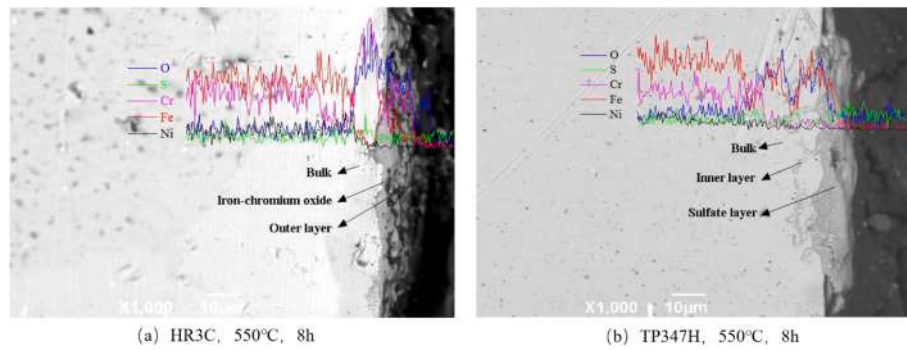 O
S
Cr
Fe
Ni
Bulk
Iron-chromium oxide
Outer layer
X1,000 10μm
(a) HR3C, 550℃, 8h
O
S
Cr
Fe
Ni
Bulk
Inner layer
Sulfate layer
X1,000 10μm
(b) TP347H, 550℃, 8h